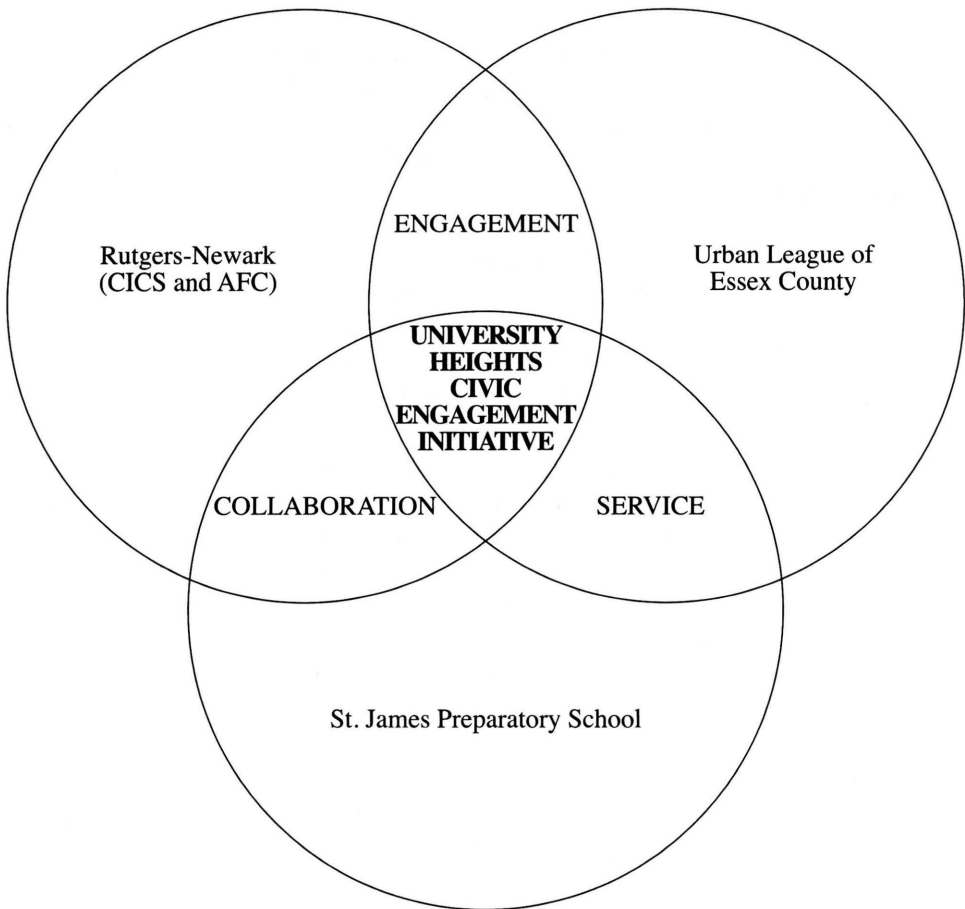 ENGAGEMENT
Rutgers-Newark
(CICS and AFC)
Urban League of
Essex County
UNIVERSITY
HEIGHTS
CIVIC
ENGAGEMENT
INITIATIVE
COLLABORATION
SERVICE
St. James Preparatory School